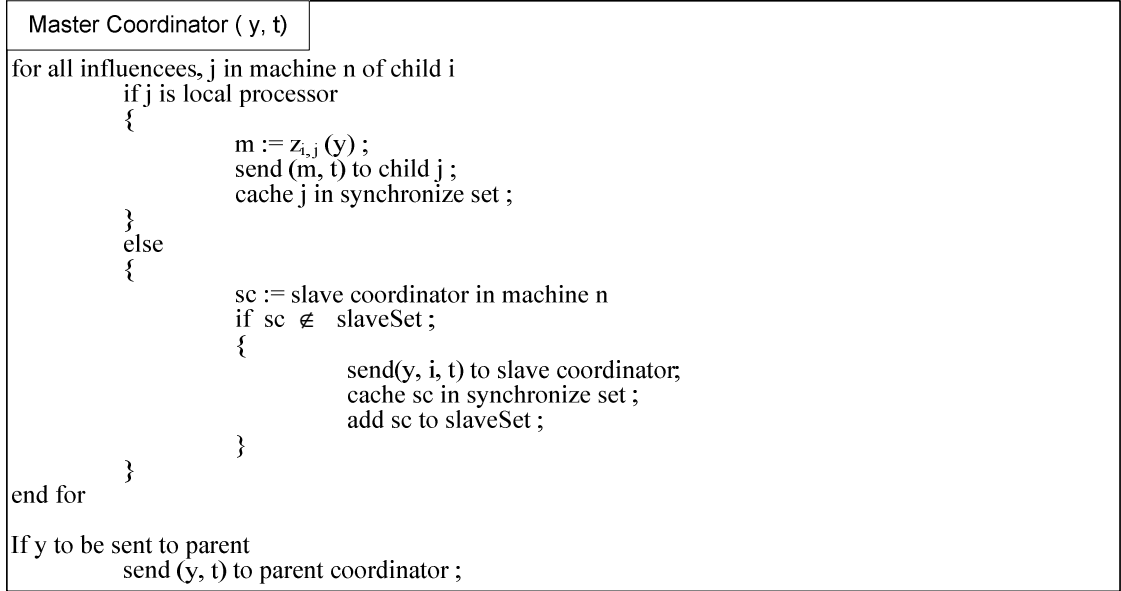 Master Coordinator ( y, t)
for all influencees, j in machine n of child i
if j is local processor
{
m := z_{i,j} (y) ;
send (m, t) to child j ;
cache j in synchronize set ;
}
else
{
sc := slave coordinator in machine n
if sc ∉ slaveSet ;
{
send(y, i, t) to slave coordinator;
cache sc in synchronize set ;
add sc to slaveSet ;
}
}
end for
If y to be sent to parent
send (y, t) to parent coordinator ;